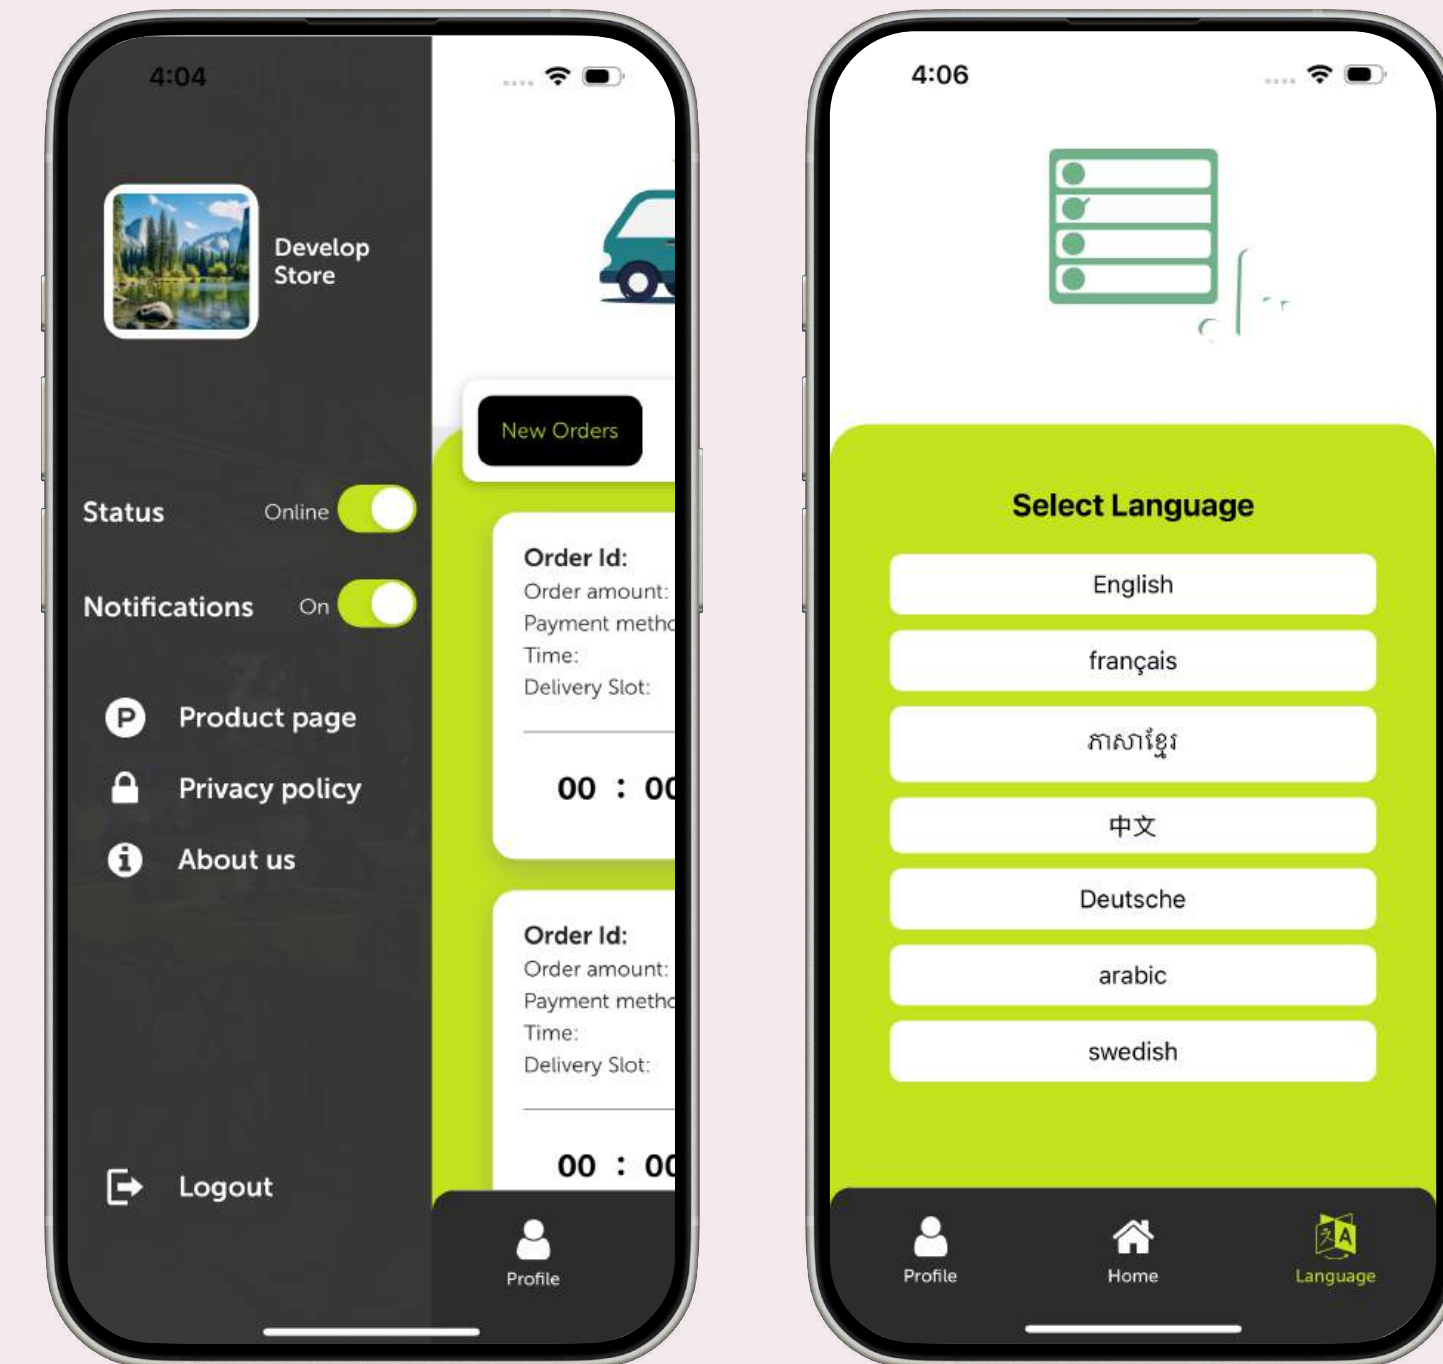 4:04
Develop
Store
Status Online
Notifications On
P Product page
Privacy policy
About us
Logout
New Orders
Order Id:
Order amount:
Time:
Delivery Slot:
00 :
Order Id:
Order amount:
Time:
Delivery Slot:
00 :
Profile
4:06
Select Language
English
français
ភាសាខ្មែរ
中文
Deutsche
arabic
swedish
Profile
Home
Language